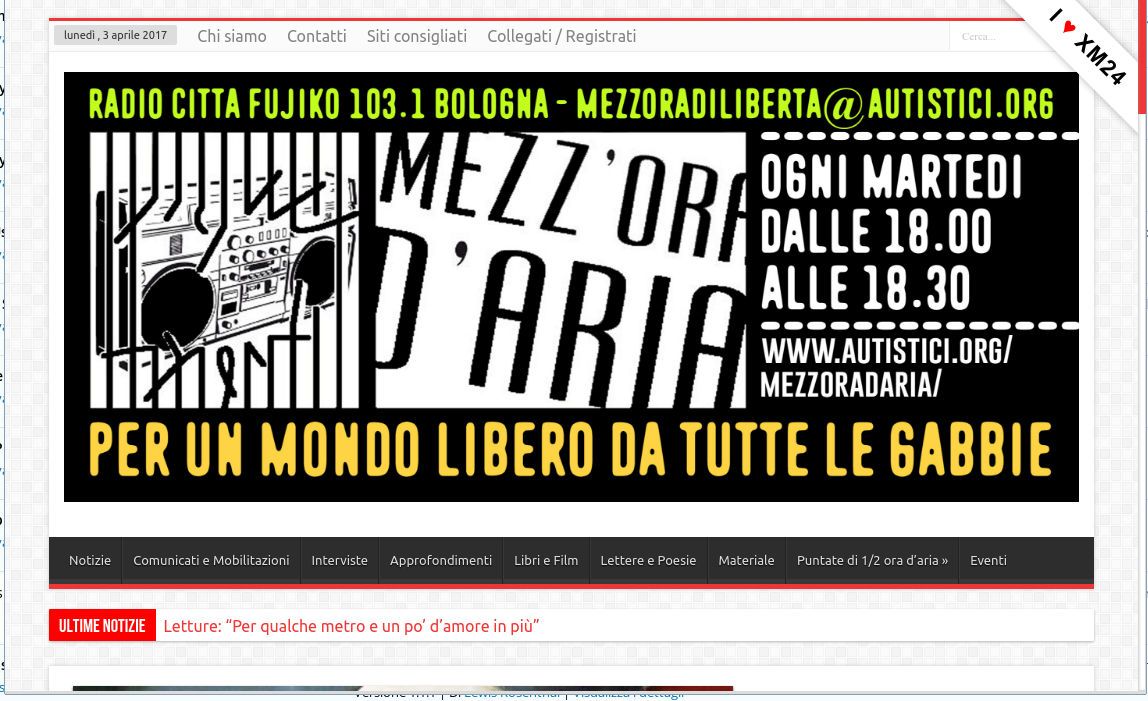 lunedì , 3 aprile 2017
Chi siamo
Contatti
Siti consigliati
Collegati / Registrati
Cerca...
I ♥ XM24
RADIO CITTA FUJIKO 103.1 BOLOGNA - MEZZORADILIBERTA@AUTISTICI.ORG
MEZZ'ORA
D'ARIA
OGNI MARTEDI
DALLE 18.00
ALLE 18.30
WWW.AUTISTICI.ORG/
MEZZORADARIA/
PER UN MONDO LIBERO DA TUTTE LE GABBIE
Notizie
Comunicati e Mobilitazioni
Interviste
Approfondimenti
Libri e Film
Lettere e Poesie
Materiale
Puntate di 1/2 ora d’aria »
Eventi
ULTIME NOTIZIE
Letture: “Per qualche metro e un po’ d’amore in più”